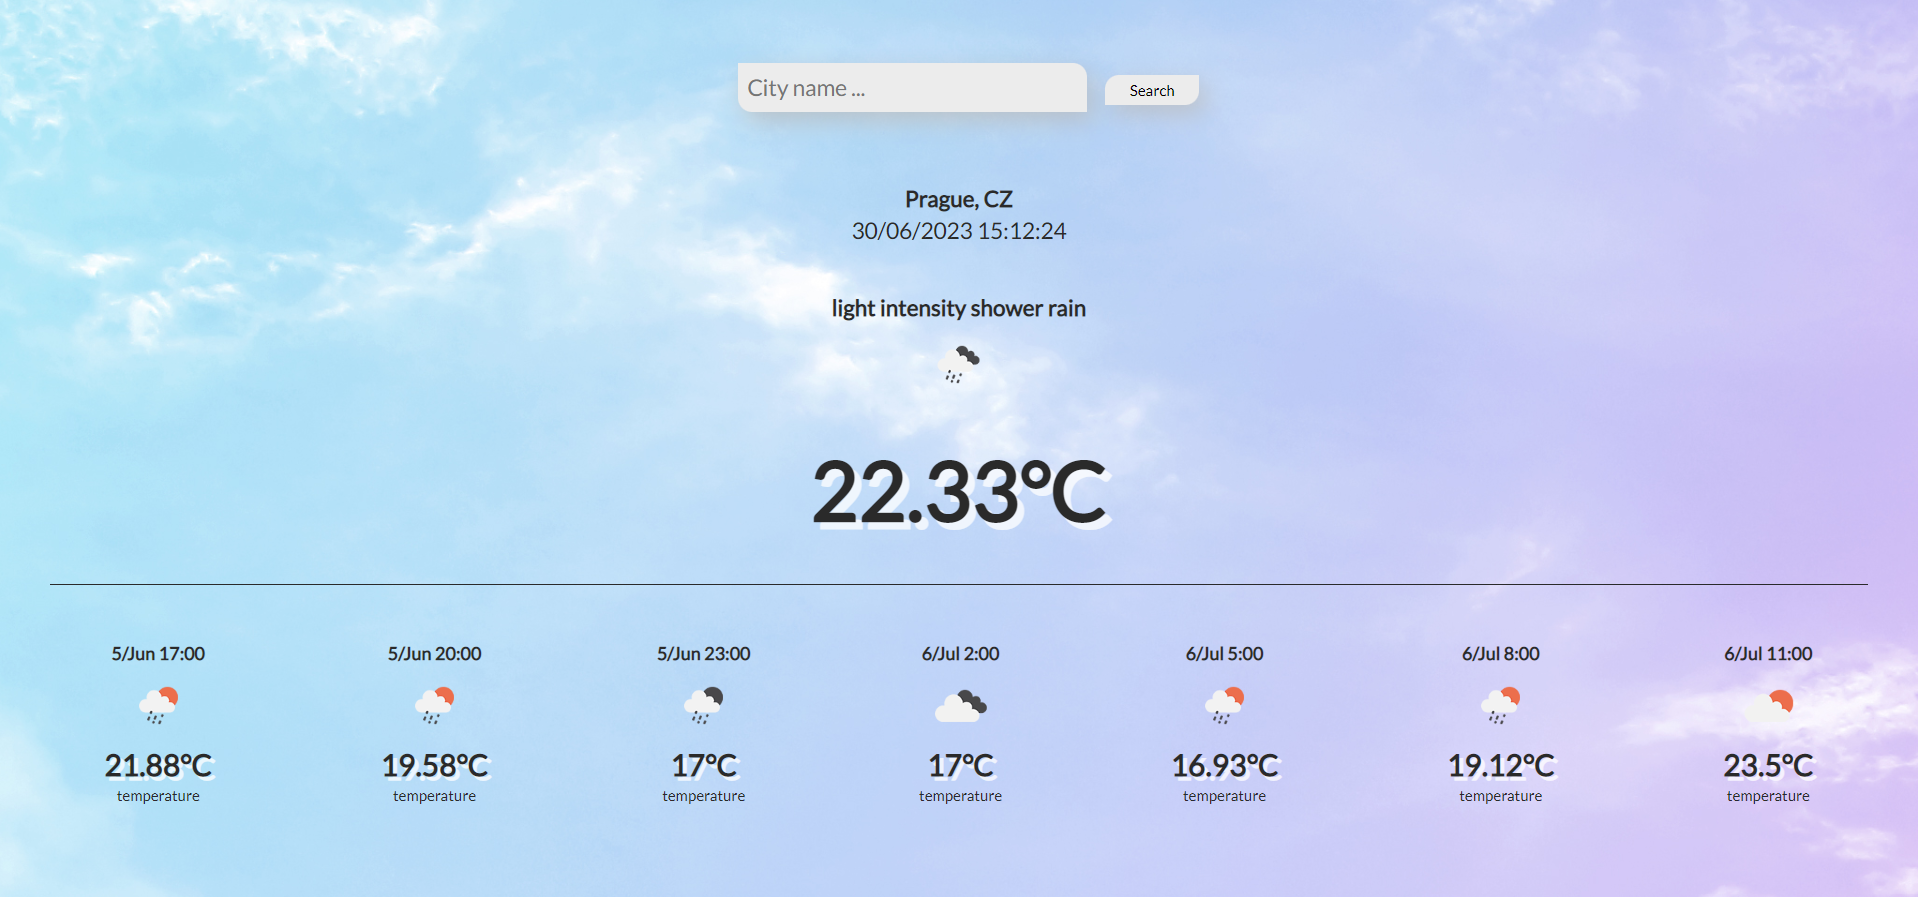 City name ...
Search
Prague, CZ
30/06/2023 15:12:24
light intensity shower rain
22.33°C
5/Jun 17:00
21.88°C
temperature
5/Jun 20:00
19.58°C
temperature
5/Jun 23:00
17°C
temperature
6/Jul 2:00
17°C
temperature
6/Jul 5:00
16.93°C
temperature
6/Jul 8:00
19.12°C
temperature
6/Jul 11:00
23.5°C
temperature